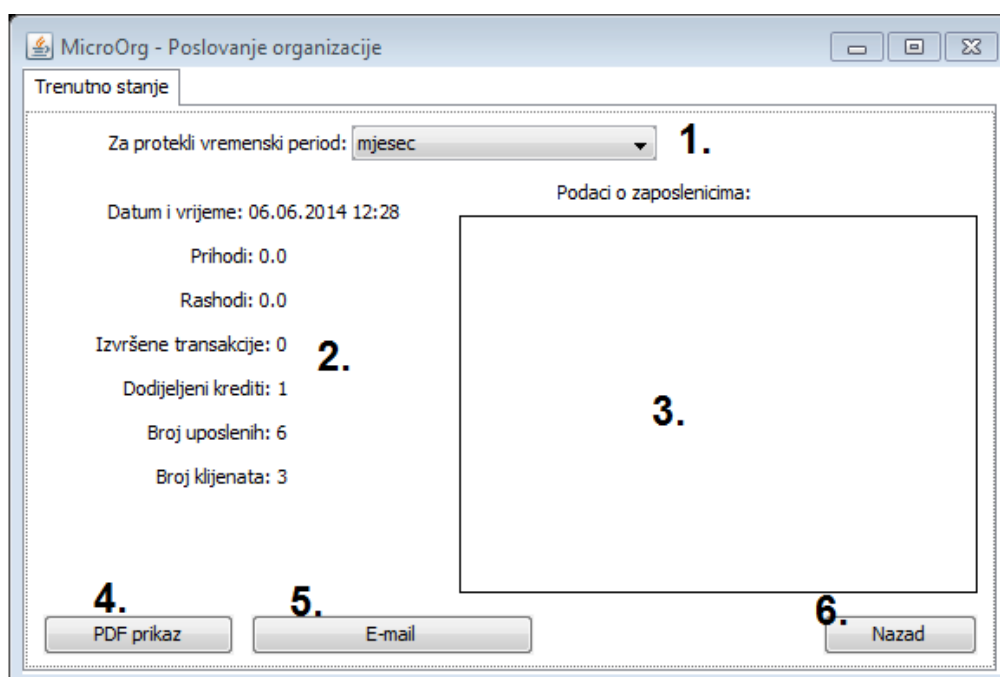 MicroOrg - Poslovanje organizacije
Trenutno stanje
Za protekli vremenski period: mjesec 1.
Podaci o zaposlenicima:
Datum i vrijeme: 06.06.2014 12:28
Prihodi: 0.0
Rashodi: 0.0
Izvršene transakcije: 0
2.
Dodijeljeni krediti: 1
3.
Broj uposlenih: 6
Broj klijenata: 3
4.
5.
6.
PDF prikaz
E-mail
Nazad